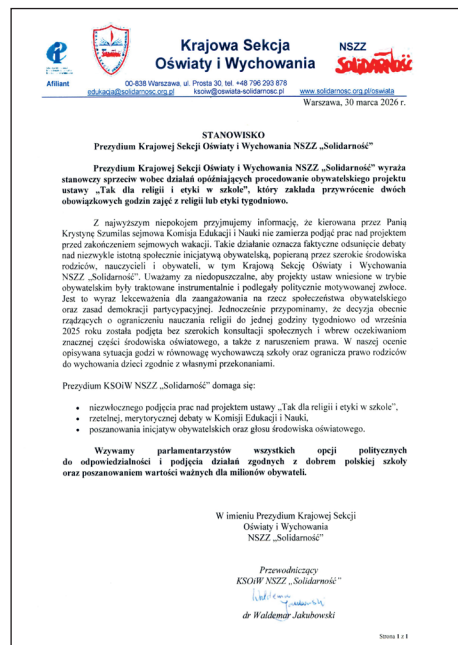 Krajowa Sekcja
Oświaty i Wychowania
NSZZ
Solidarność
Afiliant
00-838 Warszawa, ul. Prosta 30, tel. +48 796 293 878
edukacja@solidarnosc.org.pl ksoiw@oswiata-solidarnosc.pl www.solidarnosc.org.pl/oswiata
Warszawa, 30 marca 2026 r.
STANOWISKO
Prezydium Krajowej Sekcji Oświaty i Wychowania NSZZ „Solidarność”
Prezydium Krajowej Sekcji Oświaty i Wychowania NSZZ „Solidarność” wyraża
stanowczy sprzeciw wobec działań opóźniających procedowanie obywatelskiego projektu
ustawy „Tak dla religii i etyki w szkole”, który zakłada przywrócenie dwóch
obowiązkowych godzin zajęć z religii lub etyki tygodniowo.
Z najwyższym niepokojem przyjmujemy informację, że kierowana przez Panią
Krystynę Szumilas sejmowa Komisja Edukacji i Nauki nie zamierza podjąć prac nad projektem
przed zakończeniem sejmowych wakacji. Takie działanie oznacza faktyczne odsunięcie debaty
nad niezwykle istotną społecznie inicjatywą obywatelską, popieraną przez szerokie środowiska
rodziców, nauczycieli i obywateli, w tym Krajową Sekcję Oświaty i Wychowania
NSZZ „Solidarność”. Uważamy za niedopuszczalne, aby projekty ustaw wniesione w trybie
obywatelskim były traktowane instrumentalnie i podlegały politycznie motywowanej zwłoce.
Jest to wyraz lekceważenia dla zaangażowania na rzecz społeczeństwa obywatelskiego
oraz zasad demokracji partycypacyjnej. Jednocześnie przypominamy, że decyzja obecnie
rządzących o ograniczeniu nauczania religii do jednej godziny tygodniowo od września
2025 roku została podjęta bez szerokich konsultacji społecznych i wbrew oczekiwaniom
znacznej części środowiska oświatowego, a także z naruszeniem prawa. W naszej ocenie
opisywana sytuacja godzi w równowagę wychowawczą szkoły oraz ogranicza prawo rodziców
do wychowania dzieci zgodnie z własnymi przekonaniami.
Prezydium KSOiW NSZZ „Solidarność” domaga się:
• niezwłocznego podjęcia prac nad projektem ustawy „Tak dla religii i etyki w szkole”,
• rzetelnej, merytorycznej debaty w Komisji Edukacji i Nauki,
• poszanowania inicjatyw obywatelskich oraz głosu środowiska oświatowego.
Wzywamy parlamentarzystów wszystkich opcji politycznych
do odpowiedzialności i podjęcia działań zgodnych z dobrem polskiej szkoły
oraz poszanowaniem wartości ważnych dla milionów obywateli.
W imieniu Prezydium Krajowej Sekcji
Oświaty i Wychowania
NSZZ „Solidarność”
Przewodniczący
KSOiW NSZZ „Solidarność”
Waldemar
Jakubowski
dr Waldemar Jakubowski
Strona 1 z 1